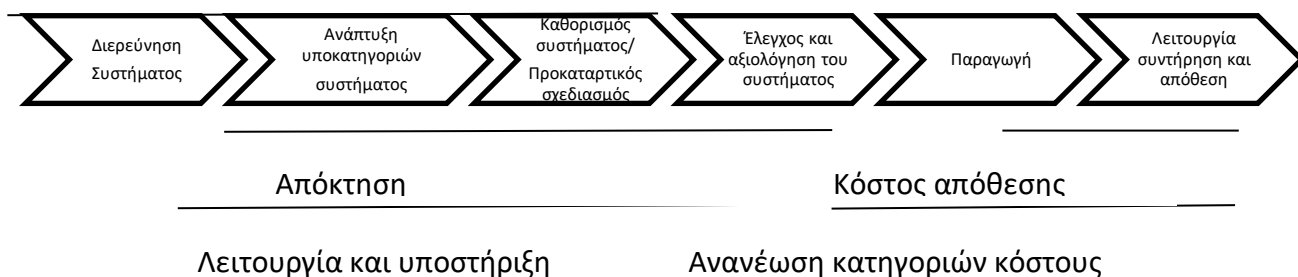 Διερεύνηση
Συστήματος
Ανάπτυξη
υποκατηγοριών
συστήματος
Καθορισμός
συστήματος/
Προκαταρτικός
σχεδιασμός
Έλεγχος και
αξιολόγηση του
συστήματος
Παραγωγή
Λειτουργία
συντήρηση και
απόθεση
Απόκτηση
Κόστος απόθεσης
Λειτουργία και υποστήριξη
Ανανέωση κατηγοριών κόστους